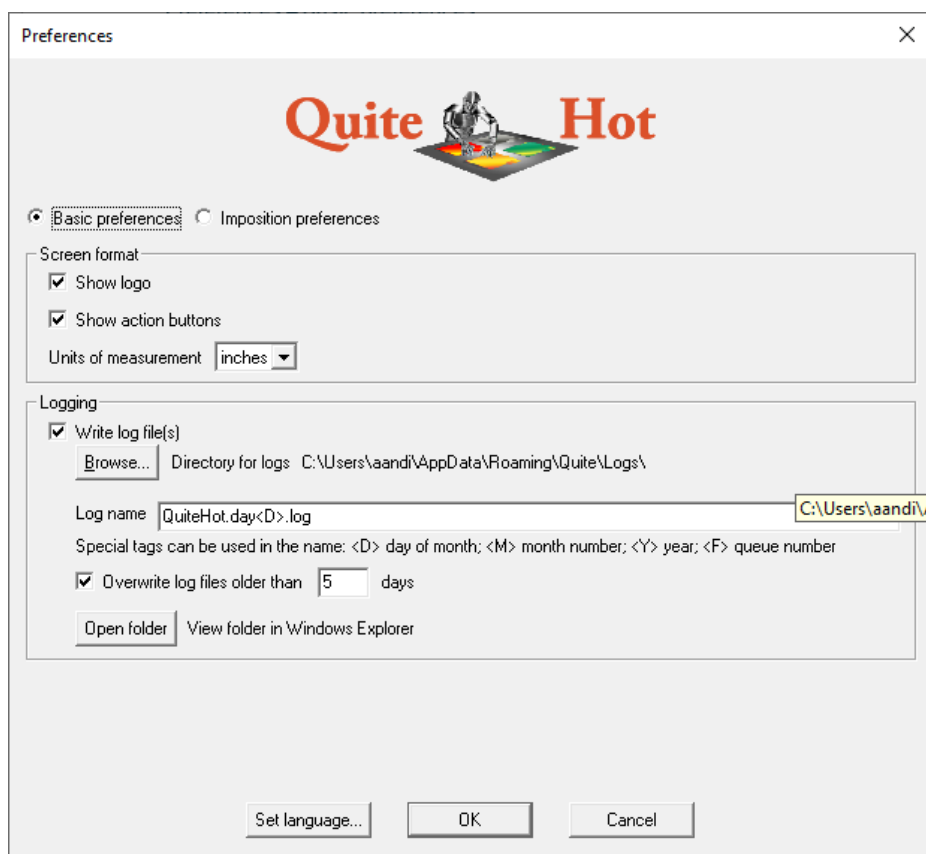 Preferences
Quite Hot
Basic preferences Imposition preferences
Screen format
Show logo
Show action buttons
Units of measurement inches
Logging
Write log file(s)
Browse... Directory for logs C:\Users\aandi\AppData\Roaming\Quite\Logs\
C:\Users\aandi\
Log name QuiteHot.day<D>.log
Special tags can be used in the name: <D> day of month; <M> month number; <Y> year; <F> queue number
Overwrite log files older than 5 days
Open folder View folder in Windows Explorer
Set language... OK Cancel